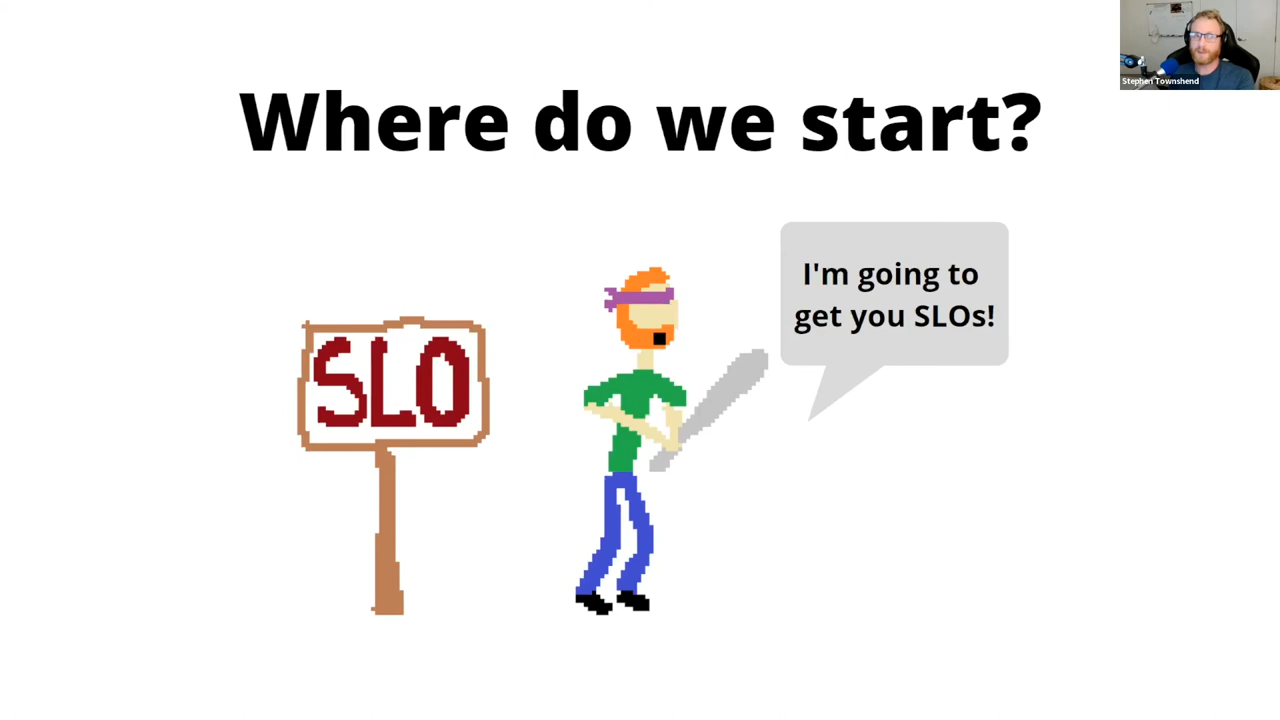 Where do we start?
Stephen Townshend
I'm going to
get you SLOs!
SLO